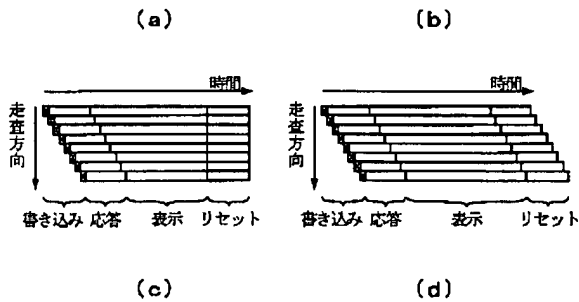 (a)
(b)
時間
時間
走査方向
走査方向
書き込み 応答 表示 リセット
書き込み 応答 表示 リセット
(c)
(d)